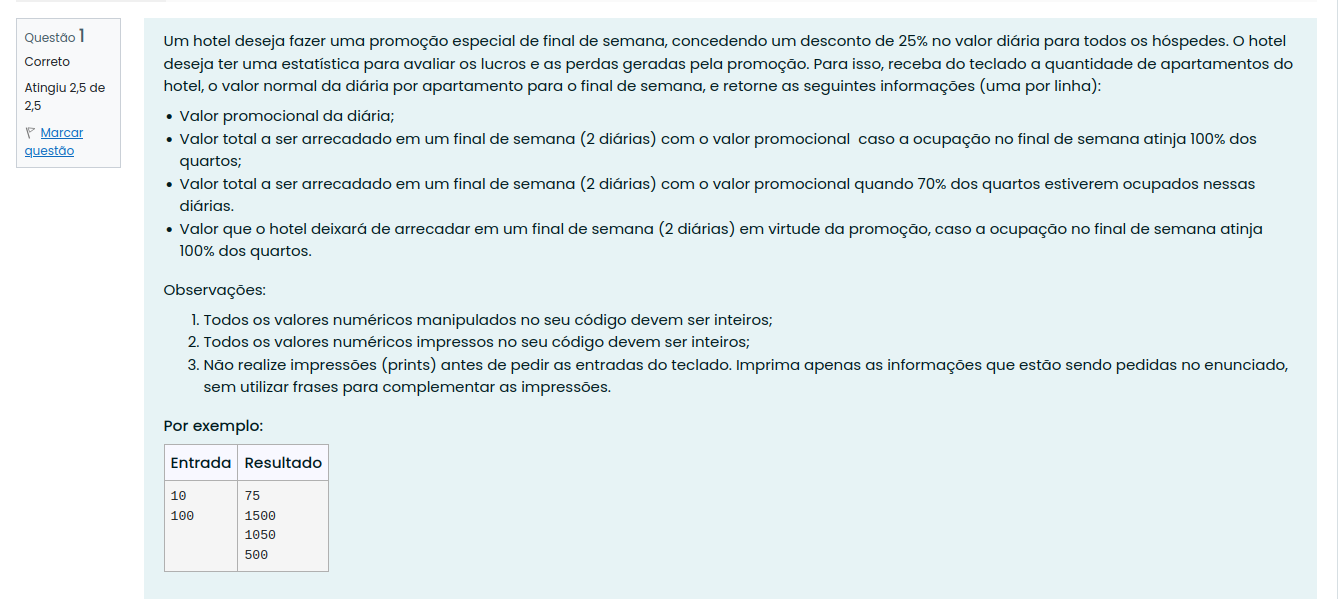 Questão 1
Correto
Atingiu 2,5 de
2,5
Marcar
questão
Um hotel deseja fazer uma promoção especial de final de semana, concedendo um desconto de 25% no valor diária para todos os hóspedes. O hotel
deseja ter uma estatística para avaliar os lucros e as perdas geradas pela promoção. Para isso, receba do teclado a quantidade de apartamentos do
hotel, o valor normal da diária por apartamento para o final de semana, e retorne as seguintes informações (uma por linha):
• Valor promocional da diária;
• Valor total a ser arrecadado em um final de semana (2 diárias) com o valor promocional  caso a ocupação no final de semana atinja 100% dos
quartos;
• Valor total a ser arrecadado em um final de semana (2 diárias) com o valor promocional quando 70% dos quartos estiverem ocupados nessas
diárias.
• Valor que o hotel deixará de arrecadar em um final de semana (2 diárias) em virtude da promoção, caso a ocupação no final de semana atinja
100% dos quartos.
Observações:
1. Todos os valores numéricos manipulados no seu código devem ser inteiros;
2. Todos os valores numéricos impressos no seu código devem ser inteiros;
3. Não realize impressões (prints) antes de pedir as entradas do teclado. Imprima apenas as informações que estão sendo pedidas no enunciado,
sem utilizar frases para complementar as impressões.
Por exemplo:
Entrada Resultado
10 75
100 1500
1050
500